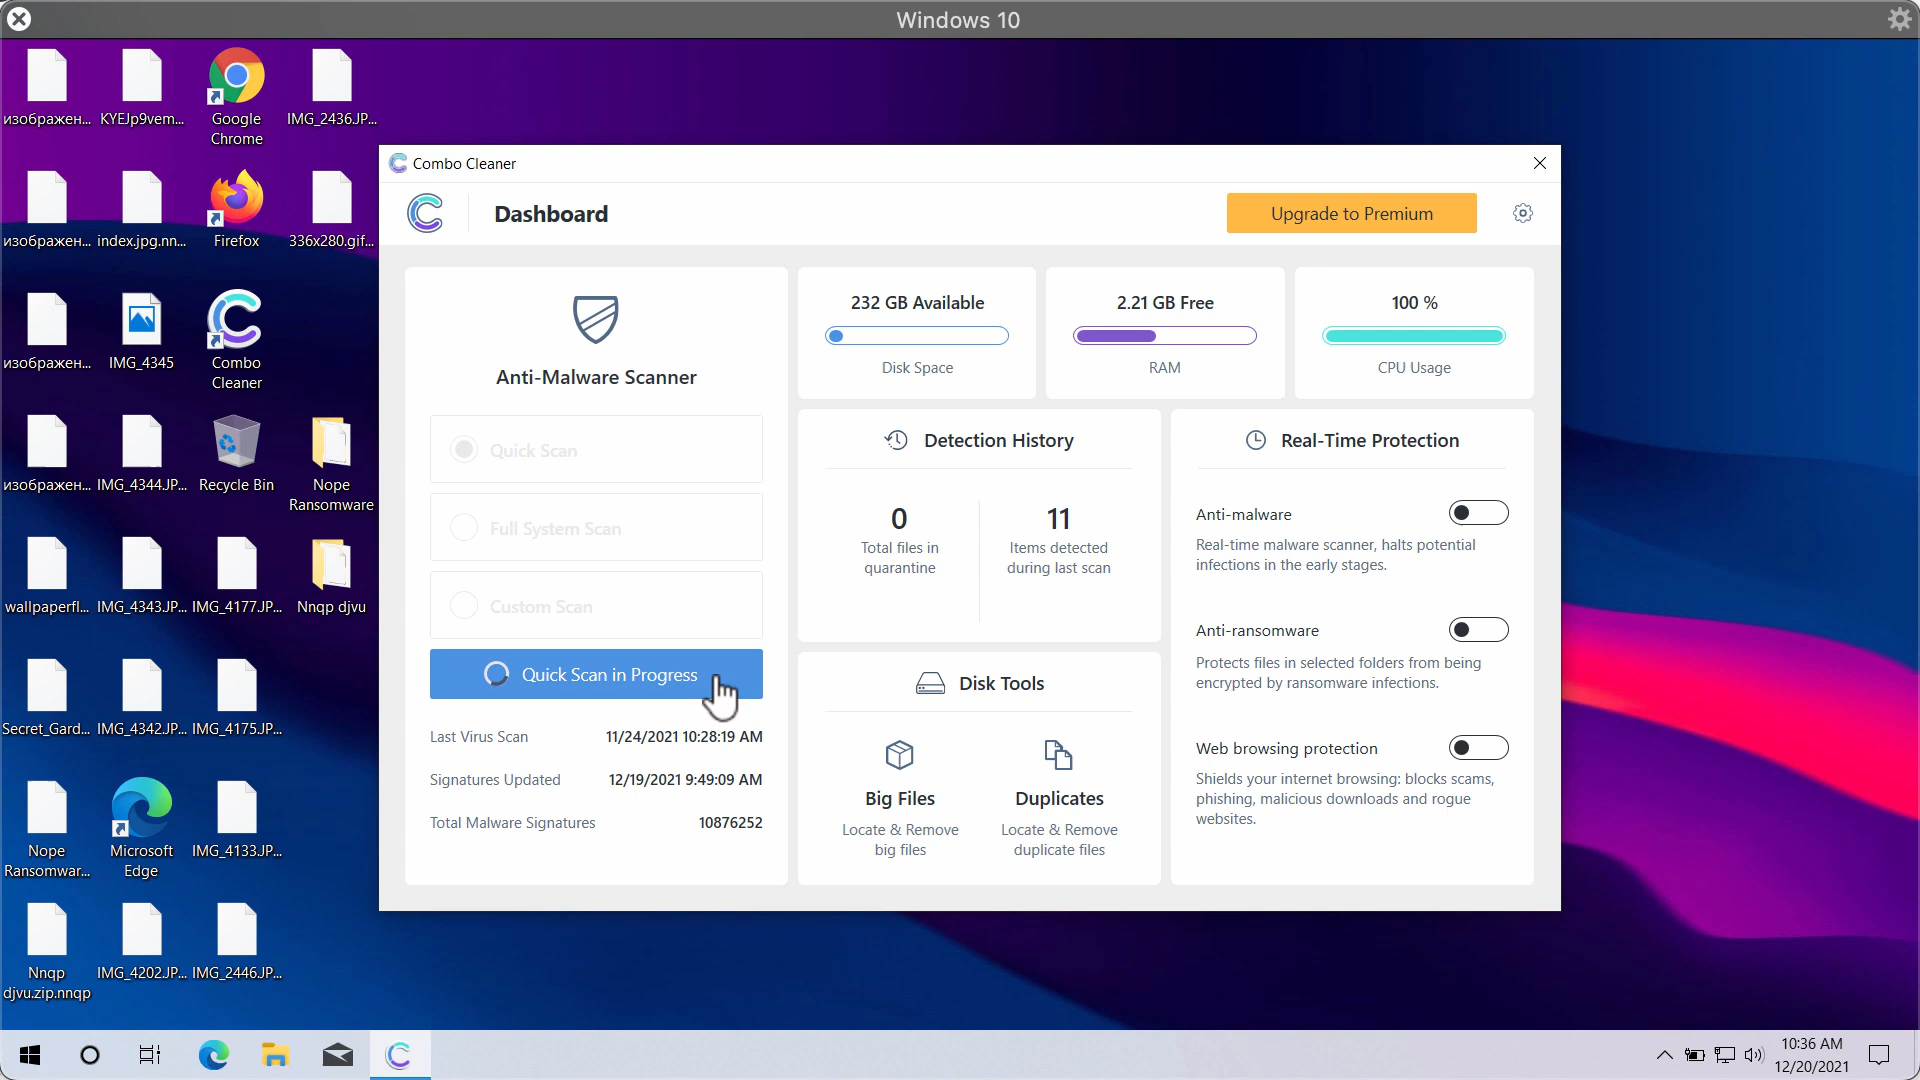 Windows 10
изображен...
KYEJp9vem...
Google
Chrome
IMG_2436.JP...
изображен...
index.jpg.nn...
Firefox
336x280.gif...
изображен...
IMG_4345
Combo
Cleaner
изображен...
IMG_4344.JP...
Recycle Bin
Nope
Ransomware
wallpaperfl...
IMG_4343.JP...
IMG_4177.JP...
Nnqp djvu
Secret_Gard...
IMG_4342.JP...
IMG_4175.JP...
Nope
Ransomwar...
Microsoft
Edge
IMG_4133.JP...
Nnqp
djvu.zip.nnqp
IMG_4202.JP...
IMG_2446.JP...
Combo Cleaner
Dashboard
Upgrade to Premium
Anti-Malware Scanner
Quick Scan
Full System Scan
Custom Scan
Quick Scan in Progress
Last Virus Scan 11/24/2021 10:28:19 AM
Signatures Updated 12/19/2021 9:49:09 AM
Total Malware Signatures 10876252
232 GB Available
Disk Space
2.21 GB Free
RAM
100 %
CPU Usage
Detection History
0
Total files in
quarantine
11
Items detected
during last scan
Disk Tools
Big Files
Locate & Remove
big files
Duplicates
Locate & Remove
duplicate files
Real-Time Protection
Anti-malware
Real-time malware scanner, halts potential
infections in the early stages.
Anti-ransomware
Protects files in selected folders from being
encrypted by ransomware infections.
Web browsing protection
Shields your internet browsing: blocks scams,
phishing, malicious downloads and rogue
websites.
10:36 AM
12/20/2021